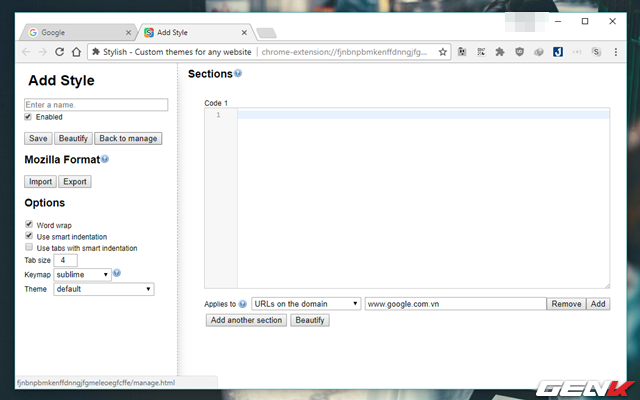 Google
Add Style
Stylish - Custom themes for any website
chrome-extension://fjnbnpbmkenffdnngjfg...
Add Style
Enter a name.
Enabled
Save
Beautify
Back to manage
Mozilla Format
Import
Export
Options
Word wrap
Use smart indentation
Use tabs with smart indentation
Tab size 4
Keymap sublime
Theme default
Sections
Code 1
1
Applies to URLs on the domain www.google.com.vn Remove Add
Add another section Beautify
fjnbnpbmkenffdnngjfgmeleoegfcffe/manage.html
GENK